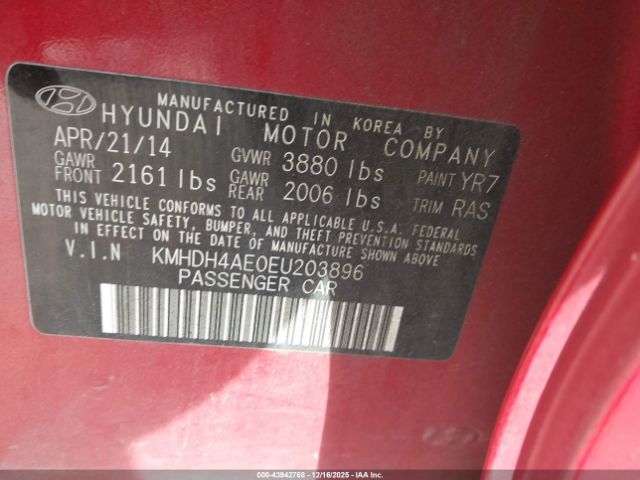 MANUFACTURED IN KOREA BY
HYUNDAI MOTOR COMPANY
APR/21/14 GVWR 3880 lbs PAINT YR7
GAWR FRONT 2161 lbs GAWR REAR 2006 lbs TRIM RAS
THIS VEHICLE CONFORMS TO ALL APPLICABLE U.S.A. FEDERAL
MOTOR VEHICLE SAFETY, BUMPER, AND THEFT PREVENTION STANDARDS
IN EFFECT ON THE DATE OF MANUFACTURE SHOWN ABOVE.
V.I.N KMHDH4AE0EU203896
PASSENGER CAR
000-43942768 - 12/16/2025 - IAA Inc.